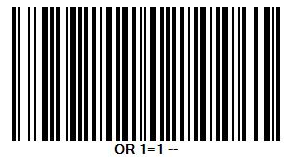 OR 1=1 --